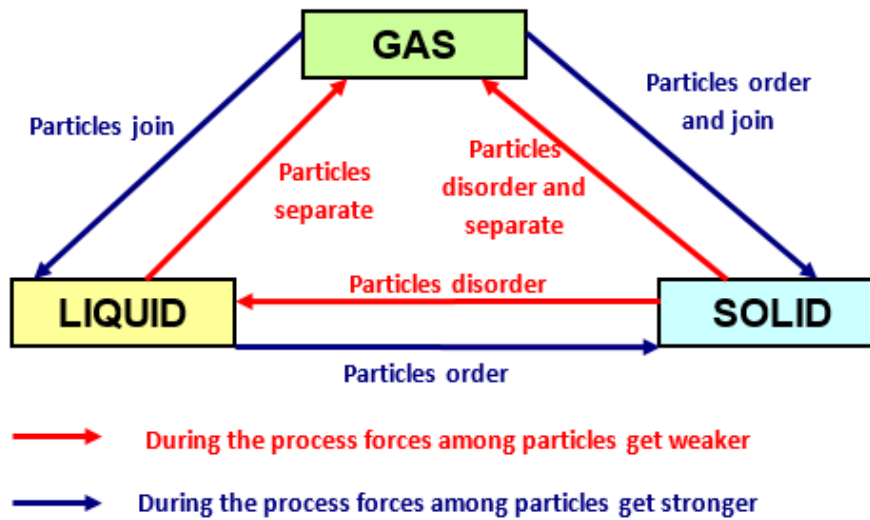 GAS
Particles join
Particles order
and join
Particles
separate
Particles
disorder and
separate
LIQUID
Particles disorder
SOLID
Particles order
During the process forces among particles get weaker
During the process forces among particles get stronger